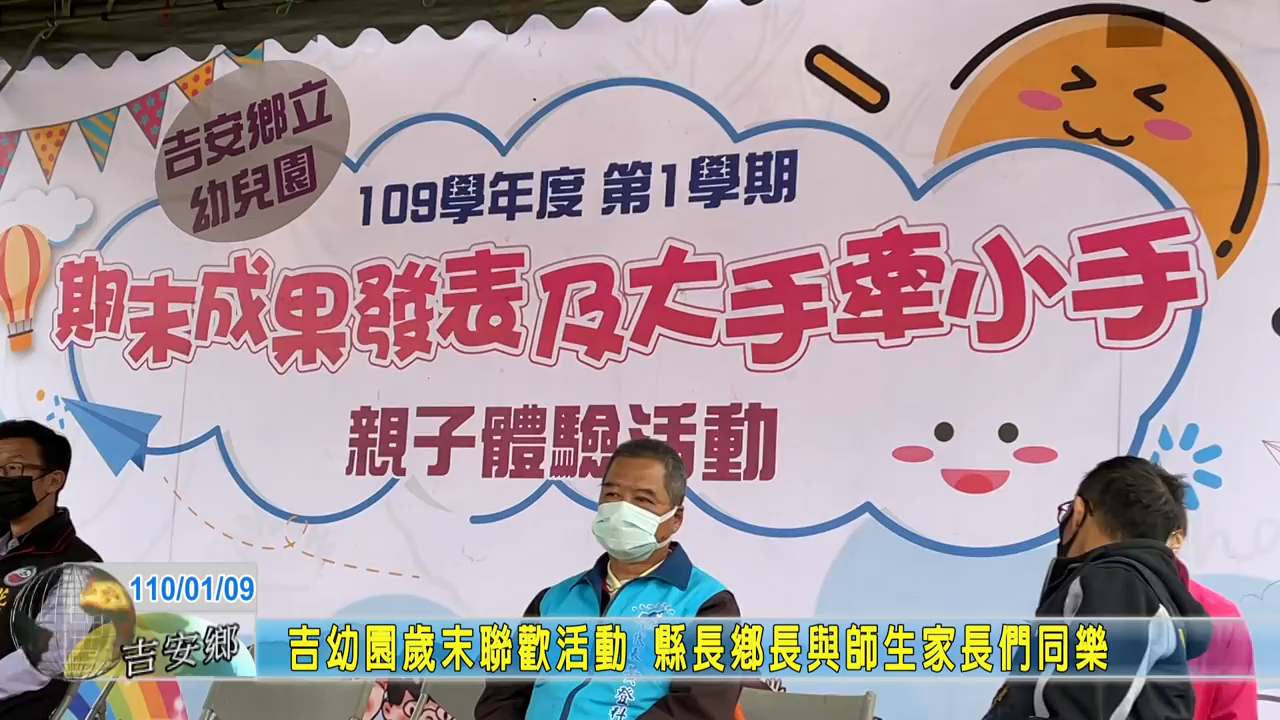 吉安鄉立
幼兒園
109學年度 第1學期
期末成果發表及大手牽小手
親子體驗活動
110/01/09
吉安鄉
吉幼園歲末聯歡活動 縣長鄉長與師生家長們同樂